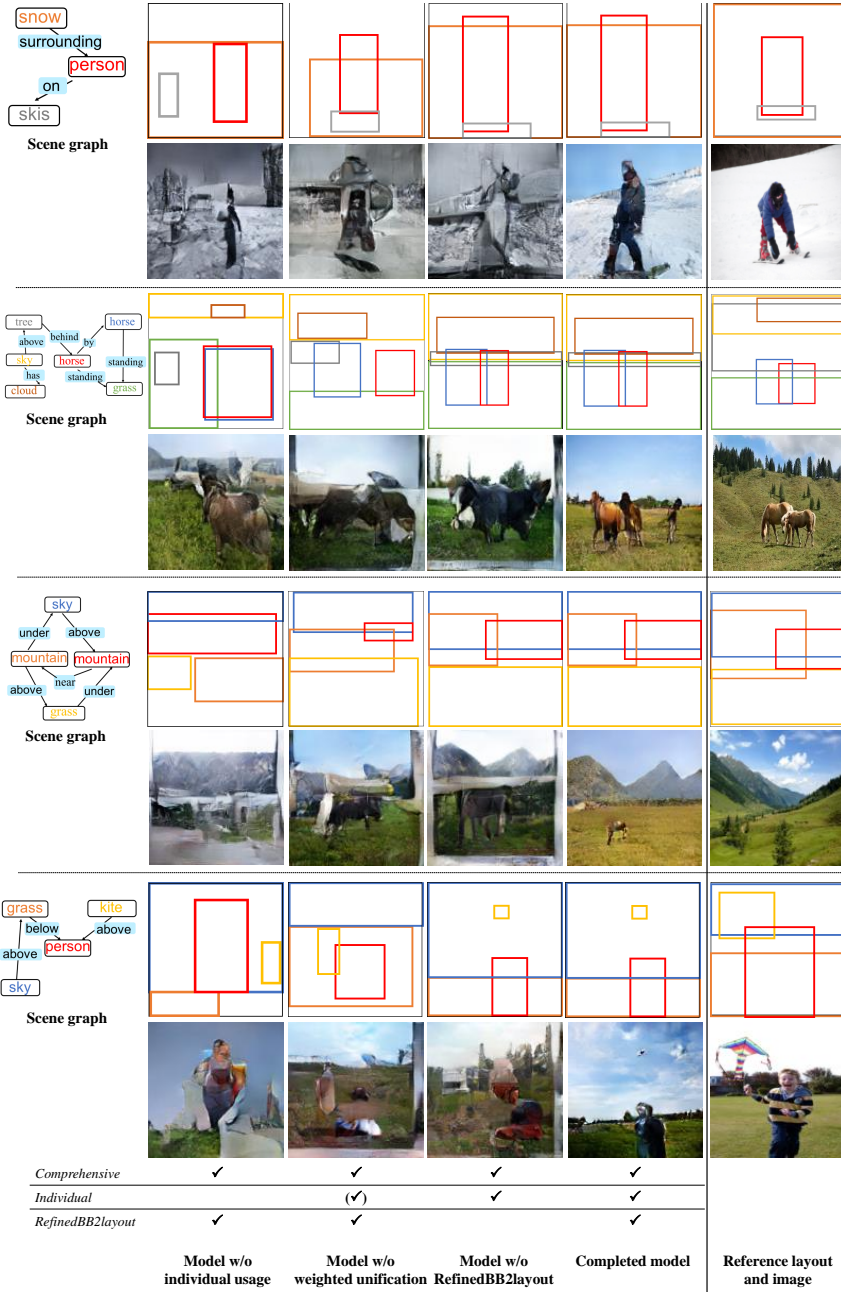 snow
surrounding
person
on
skis
Scene graph
tree
horse
behind
above
by
sky
horse
standing
has
standing
cloud
grass
Scene graph
sky
under
above
mountain
mountain
near
above
under
grass
Scene graph
grass
kite
below
above
above
person
sky
Scene graph
Comprehensive ✓ ✓ ✓ ✓
Individual (✓) ✓ ✓
RefinedBB2layout ✓ ✓ ✓
Model w/o
individual usage
Model w/o
weighted unification
Model w/o
RefinedBB2layout
Completed model
Reference layout
and image